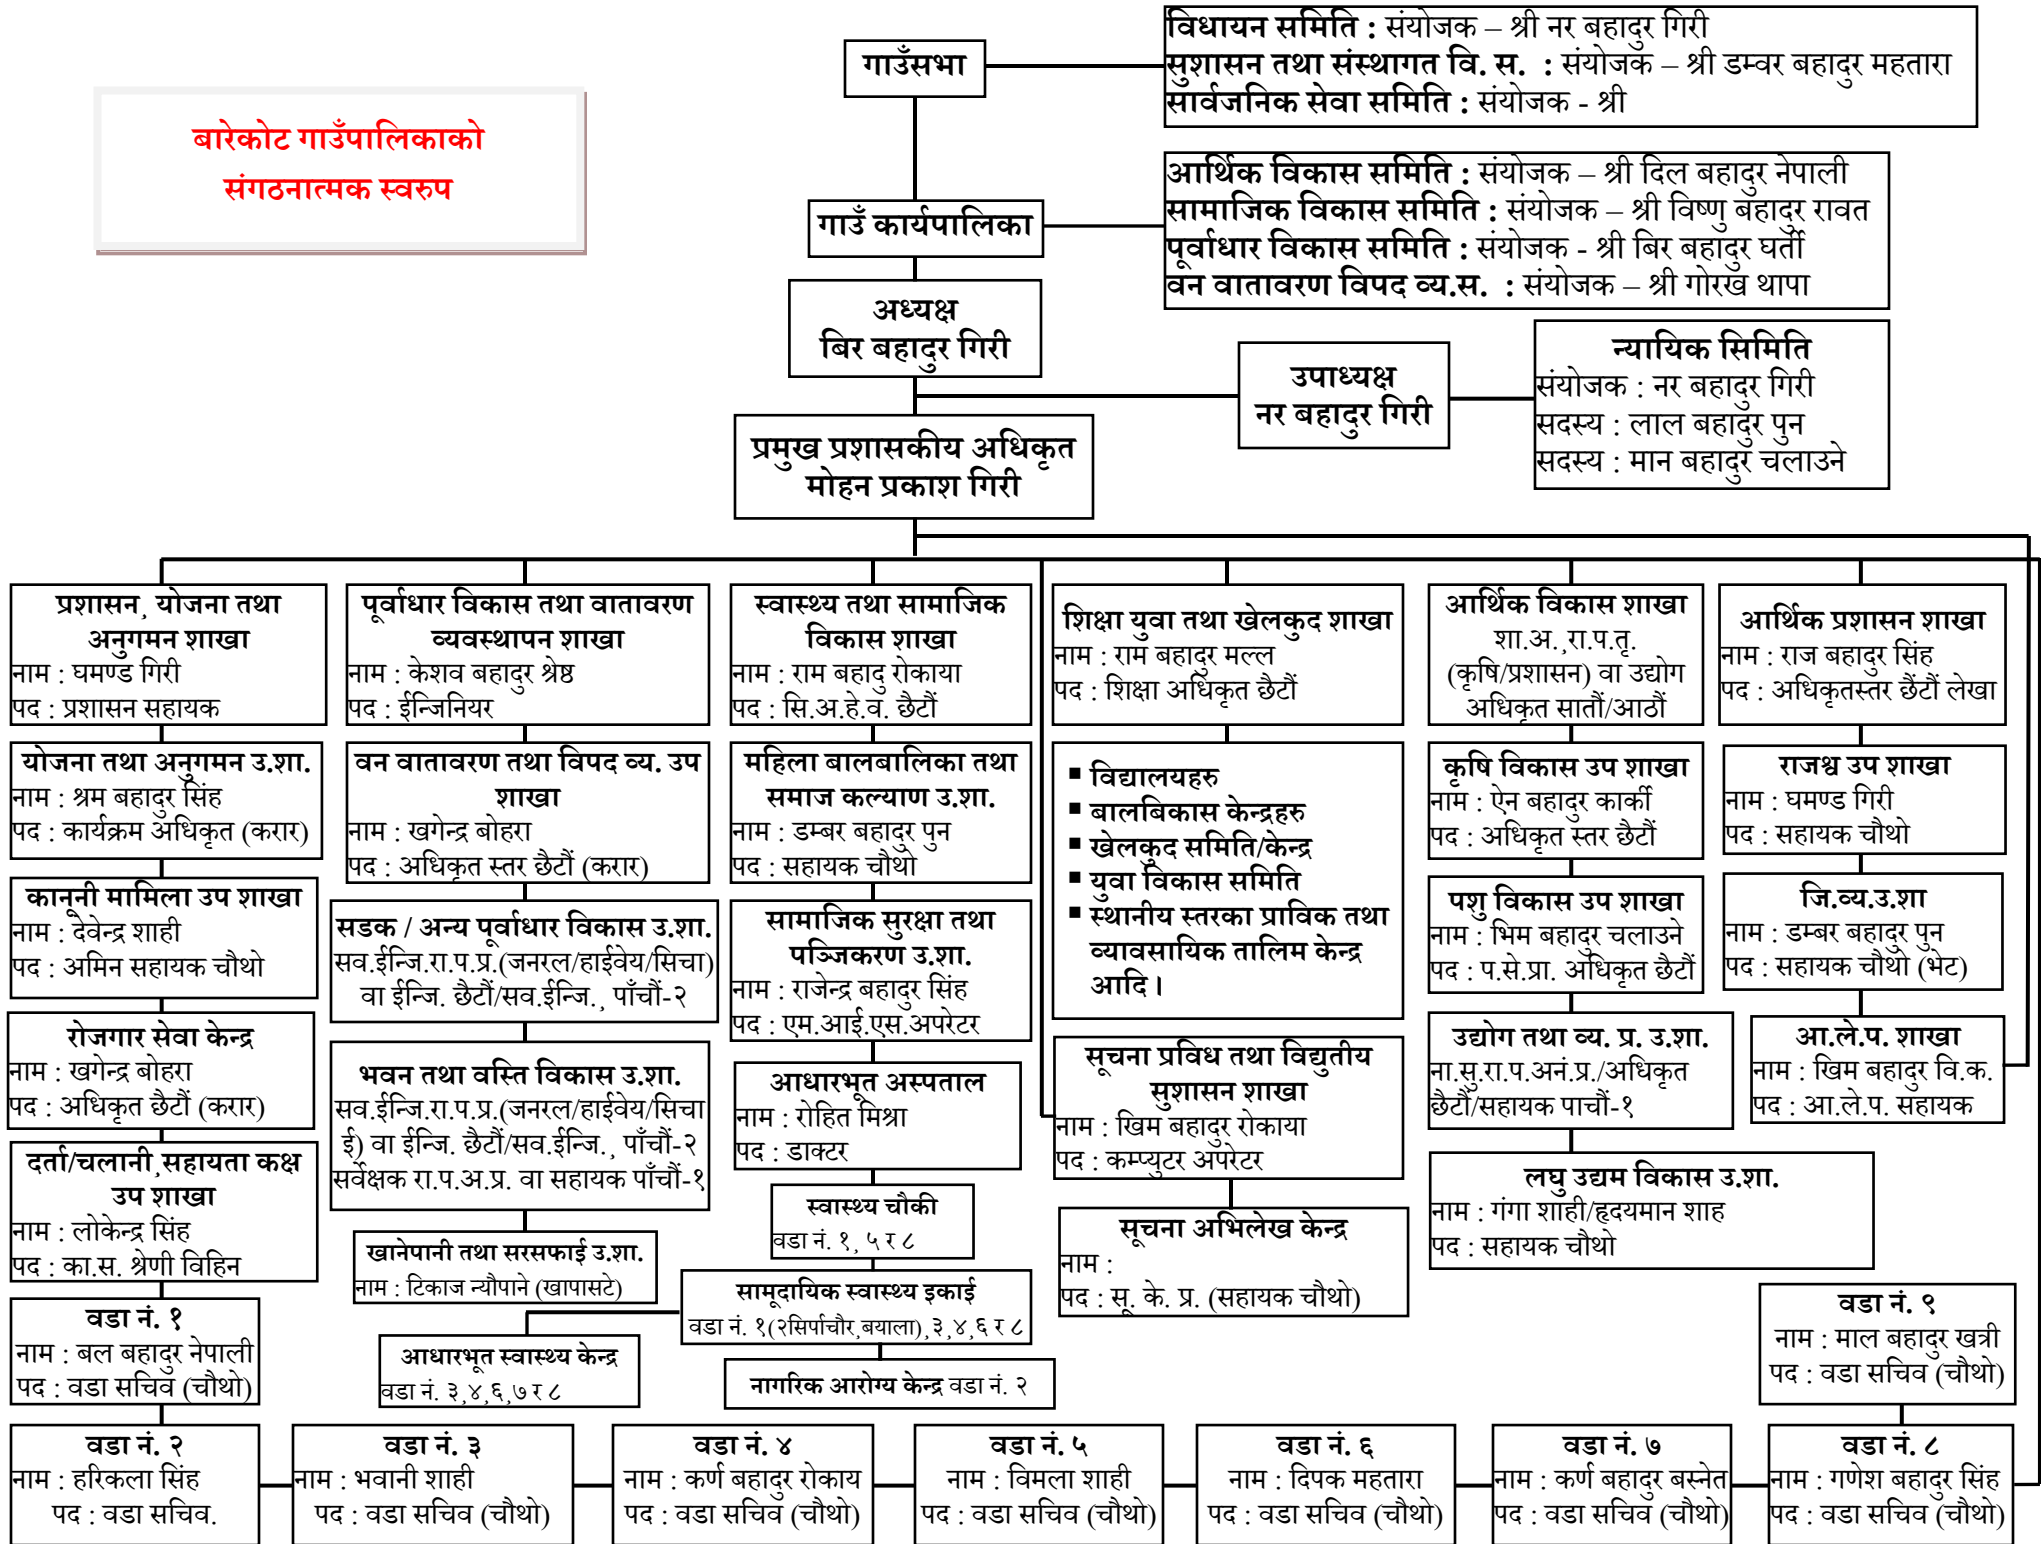 बारेकोट गाउँपालिकाको
संगठनात्मक स्वरुप
गाउँसभा
विधायन समिति : संयोजक – श्री नर बहादुर गिरी
सुशासन तथा संस्थागत वि. स. : संयोजक – श्री डम्वर बहादुर महतारा
सार्वजनिक सेवा समिति : संयोजक - श्री
गाउँ कार्यपालिका
आर्थिक विकास समिति : संयोजक – श्री दिल बहादुर नेपाली
सामाजिक विकास समिति : संयोजक – श्री विष्णु बहादुर रावत
पूर्वाधार विकास समिति : संयोजक - श्री बिर बहादुर घर्ती
वन वातावरण विपद व्य.स. : संयोजक – श्री गोरख थापा
अध्यक्ष
बिर बहादुर गिरी
उपाध्यक्ष
नर बहादुर गिरी
न्यायिक सिमिति
संयोजक : नर बहादुर गिरी
सदस्य : लाल बहादुर पुन
सदस्य : मान बहादुर चलाउने
प्रमुख प्रशासकीय अधिकृत
मोहन प्रकाश गिरी
प्रशासन, योजना तथा
अनुगमन शाखा
नाम : घमण्ड गिरी
पद : प्रशासन सहायक
योजना तथा अनुगमन उ.शा.
नाम : श्रम बहादुर सिंह
पद : कार्यक्रम अधिकृत (करार)
कानूनी मामिला उप शाखा
नाम : देवेन्द्र शाही
पद : अमिन सहायक चौथो
रोजगार सेवा केन्द्र
नाम : खगेन्द्र बोहरा
पद : अधिकृत छैटौं (करार)
दर्ता/चलानी,सहायता कक्ष
उप शाखा
नाम : लोकेन्द्र सिंह
पद : का.स. श्रेणी विहिन
पूर्वाधार विकास तथा वातावरण
व्यवस्थापन शाखा
नाम : केशव बहादुर श्रेष्ठ
पद : ईन्जिनियर
वन वातावरण तथा विपद व्य. उप
शाखा
नाम : खगेन्द्र बोहरा
पद : अधिकृत स्तर छैटौं (करार)
सडक / अन्य पूर्वाधार विकास उ.शा.
सव.ईन्जि.रा.प.प्र.(जनरल/हाईवेय/सिचा)
वा ईन्जि. छैटौं/सव.ईन्जि., पाँचौं-२
भवन तथा वस्ति विकास उ.शा.
सव.ईन्जि.रा.प.प्र.(जनरल/हाईवेय/सिचा
ई) वा ईन्जि. छैटौं/सव.ईन्जि., पाँचौं-२
सर्वेक्षक रा.प.अ.प्र. वा सहायक पाँचौं-१
खानेपानी तथा सरसफाई उ.शा.
नाम : टिकाज न्यौपाने (खापासटे)
स्वास्थ्य तथा सामाजिक
विकास शाखा
नाम : राम बहादु रोकाया
पद : सि.अ.हे.व. छैटौं
महिला बालबालिका तथा
समाज कल्याण उ.शा.
नाम : डम्बर बहादुर पुन
पद : सहायक चौथो
सामाजिक सुरक्षा तथा
पञ्जिकरण उ.शा.
नाम : राजेन्द्र बहादुर सिंह
पद : एम.आई.एस.अपरेटर
आधारभूत अस्पताल
नाम : रोहित मिश्रा
पद : डाक्टर
स्वास्थ्य चौकी
वडा नं. १, ५ र ८
सामूदायिक स्वास्थ्य इकाई
वडा नं. १(२सिर्पाचौर,बयाला),३,४,६ र ८
आधारभूत स्वास्थ्य केन्द्र
वडा नं. ३,४,६,७ र ८
नागरिक आरोग्य केन्द्र वडा नं. २
शिक्षा युवा तथा खेलकुद शाखा
नाम : राम बहादुर मल्ल
पद : शिक्षा अधिकृत छैटौं
▪ विद्यालयहरु
▪ बालबिकास केन्द्रहरु
▪ खेलकुद समिति/केन्द्र
▪ युवा विकास समिति
▪ स्थानीय स्तरका प्राविक तथा
व्यावसायिक तालिम केन्द्र
आदि ।
सूचना प्रविध तथा विद्युतीय
सुशासन शाखा
नाम : खिम बहादुर रोकाया
पद : कम्प्युटर अपरेटर
सूचना अभिलेख केन्द्र
नाम :
पद : सू. के. प्र. (सहायक चौथो)
आर्थिक विकास शाखा
शा.अ.,रा.प.तृ.
(कृषि/प्रशासन) वा उद्योग
अधिकृत सातौं/आठौं
कृषि विकास उप शाखा
नाम : ऐन बहादुर कार्की
पद : अधिकृत स्तर छैटौं
पशु विकास उप शाखा
नाम : भिम बहादुर चलाउने
पद : प.से.प्रा. अधिकृत छैटौं
उद्योग तथा व्य. प्र. उ.शा.
ना.सु.रा.प.अनं.प्र./अधिकृत
छैटौं/सहायक पाचौं-१
लघु उद्यम विकास उ.शा.
नाम : गंगा शाही/हृदयमान शाह
पद : सहायक चौथो
आर्थिक प्रशासन शाखा
नाम : राज बहादुर सिंह
पद : अधिकृतस्तर छैंटौं लेखा
राजश्व उप शाखा
नाम : घमण्ड गिरी
पद : सहायक चौथो
जि.व्य.उ.शा
नाम : डम्बर बहादुर पुन
पद : सहायक चौथो (भेट)
आ.ले.प. शाखा
नाम : खिम बहादुर वि.क.
पद : आ.ले.प. सहायक
वडा नं. १
नाम : बल बहादुर नेपाली
पद : वडा सचिव (चौथो)
वडा नं. ९
नाम : माल बहादुर खत्री
पद : वडा सचिव (चौथो)
वडा नं. २
नाम : हरिकला सिंह
पद : वडा सचिव.
वडा नं. ३
नाम : भवानी शाही
पद : वडा सचिव (चौथो)
वडा नं. ४
नाम : कर्ण बहादुर रोकाय
पद : वडा सचिव (चौथो)
वडा नं. ५
नाम : विमला शाही
पद : वडा सचिव (चौथो)
वडा नं. ६
नाम : दिपक महतारा
पद : वडा सचिव (चौथो)
वडा नं. ७
नाम : कर्ण बहादुर बस्नेत
पद : वडा सचिव (चौथो)
वडा नं. ८
नाम : गणेश बहादुर सिंह
पद : वडा सचिव (चौथो)